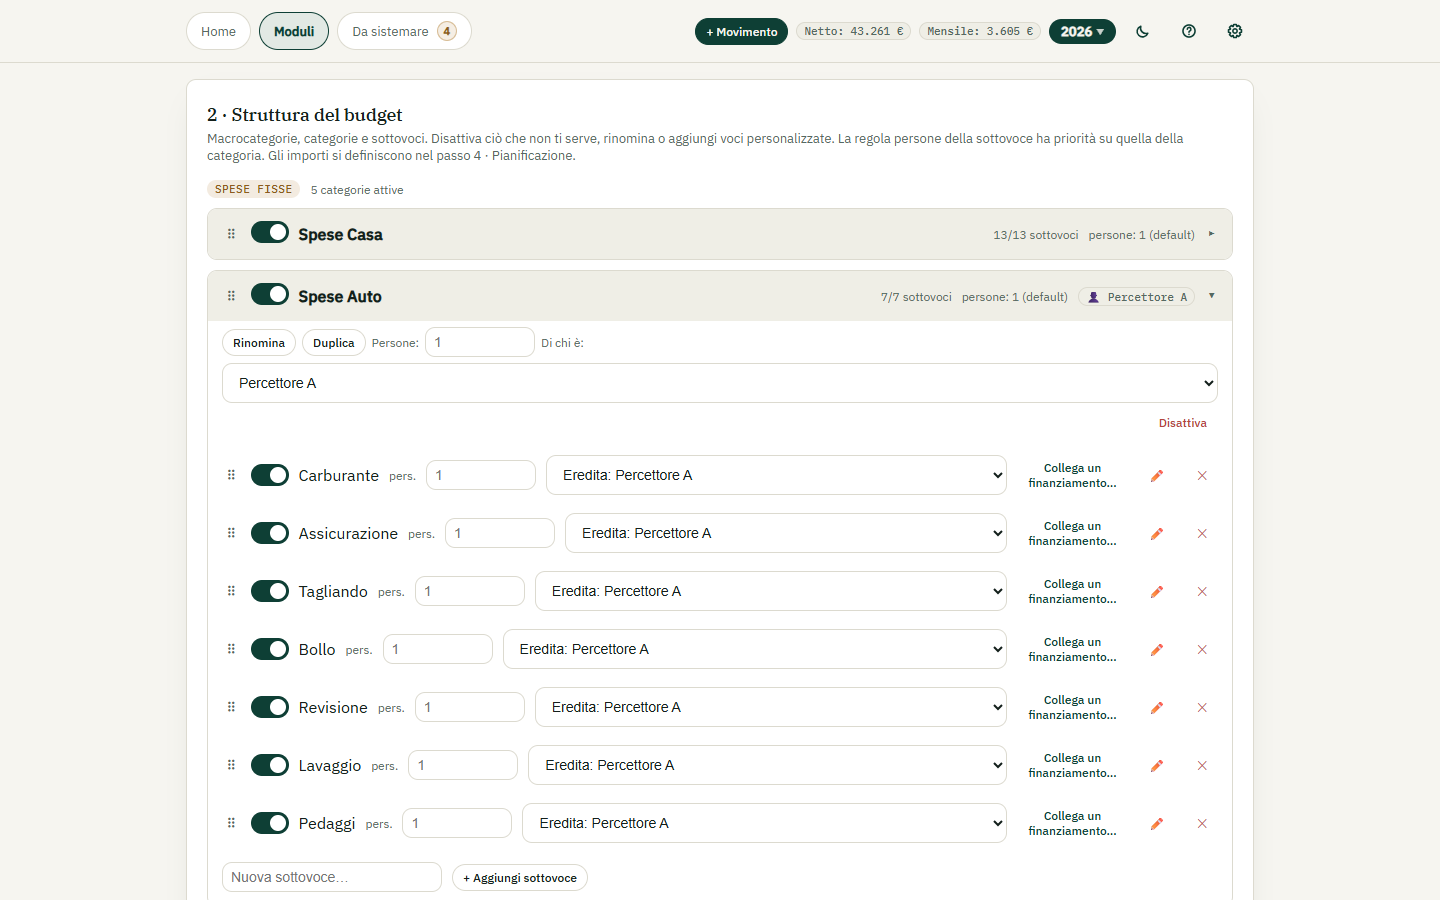 Home
Moduli
Da sistemare 4
+ Movimento
Netto: 43.261 €
Mensile: 3.605 €
2026 ▾
2 · Struttura del budget
Macrocategorie, categorie e sottovoci. Disattiva ciò che non ti serve, rinomina o aggiungi voci personalizzate. La regola persone della sottovoce ha priorità su quella della
categoria. Gli importi si definiscono nel passo 4 · Pianificazione.
SPESE FISSE 5 categorie attive
Spese Casa 13/13 sottovoci persone: 1 (default)
Spese Auto 7/7 sottovoci persone: 1 (default) Percettore A
Rinomina Duplica Persone: 1 Di chi è:
Percettore A
Disattiva
Carburante pers. 1 Eredita: Percettore A Collega un
finanziamento...
Assicurazione pers. 1 Eredita: Percettore A Collega un
finanziamento...
Tagliando pers. 1 Eredita: Percettore A Collega un
finanziamento...
Bollo pers. 1 Eredita: Percettore A Collega un
finanziamento...
Revisione pers. 1 Eredita: Percettore A Collega un
finanziamento...
Lavaggio pers. 1 Eredita: Percettore A Collega un
finanziamento...
Pedaggi pers. 1 Eredita: Percettore A Collega un
finanziamento...
Nuova sottovoce... + Aggiungi sottovoce